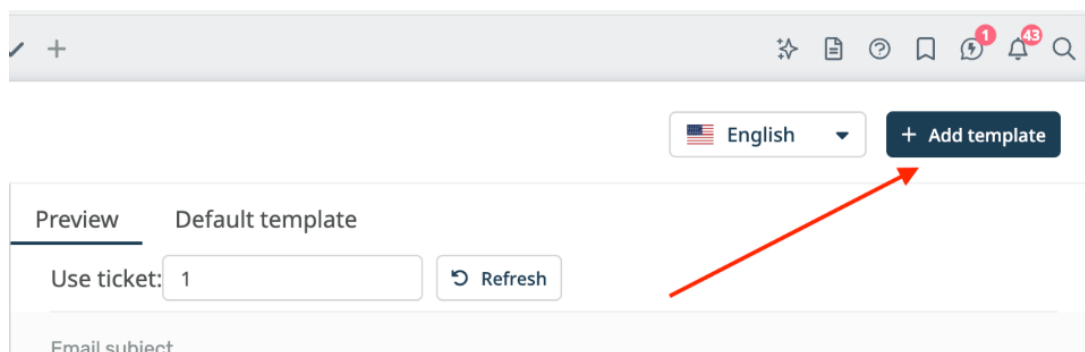 1 43
English + Add template
Preview Default template
Use ticket: 1 Refresh
Email subject